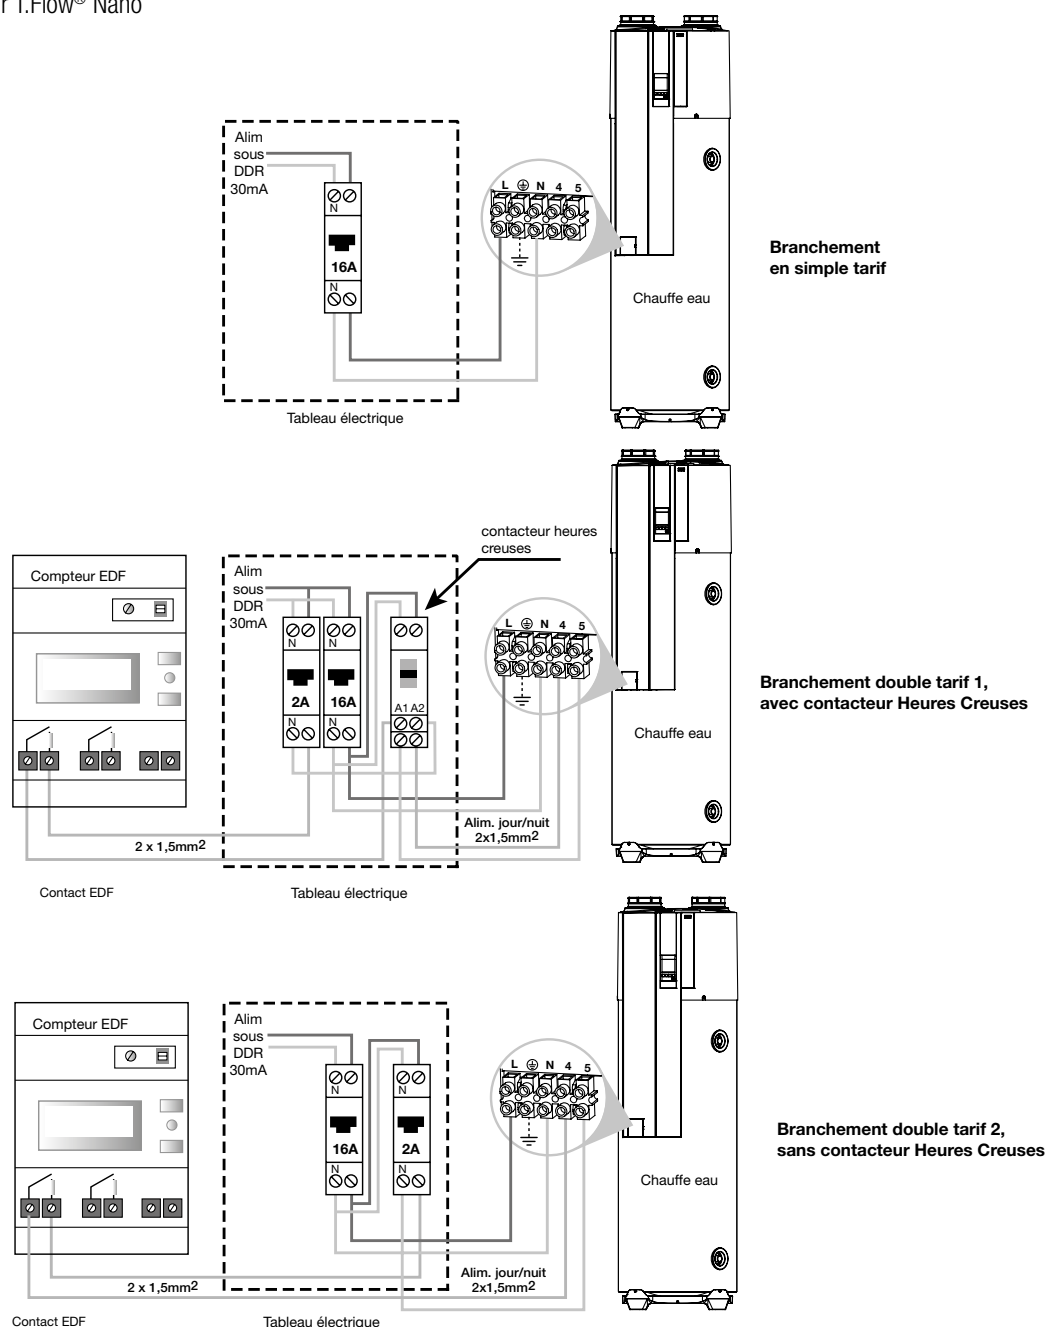 r T.Flow® Nano
Alim
sous
DDR
30mA
N
16A
N
L N 4 5
Branchement
en simple tarif
Chauffe eau
Tableau électrique
contacteur heures
creuses
Compteur EDF
Alim
sous
DDR
30mA
N N
2A 16A
A1 A2
N N
L N 4 5
Branchement double tarif 1,
avec contacteur Heures Creuses
Chauffe eau
Alim. jour/nuit
2x1,5mm2
2 x 1,5mm2
Contact EDF
Tableau électrique
Compteur EDF
Alim
sous
DDR
30mA
N N
16A 2A
N N
L N 4 5
Branchement double tarif 2,
sans contacteur Heures Creuses
Chauffe eau
Alim. jour/nuit
2x1,5mm2
2 x 1,5mm2
Contact EDF
Tableau électrique